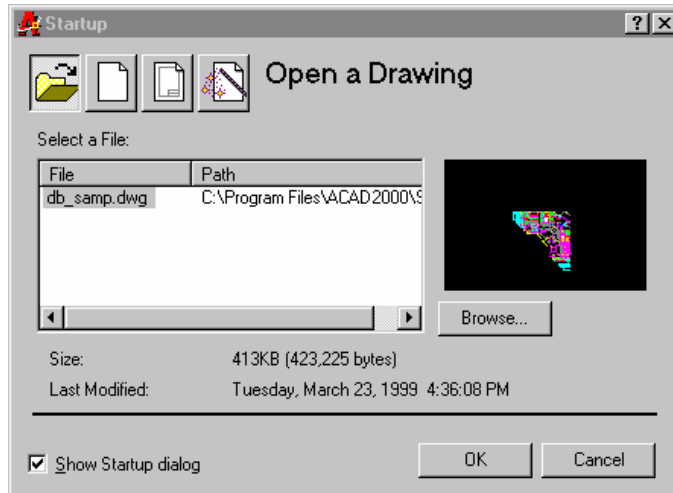 Startup
Open a Drawing
Select a File:
File Path
db_samp.dwg C:\Program Files\ACAD2000\S
Browse...
Size: 413KB (423,225 bytes)
Last Modified: Tuesday, March 23, 1999 4:36:08 PM
Show Startup dialog
OK Cancel